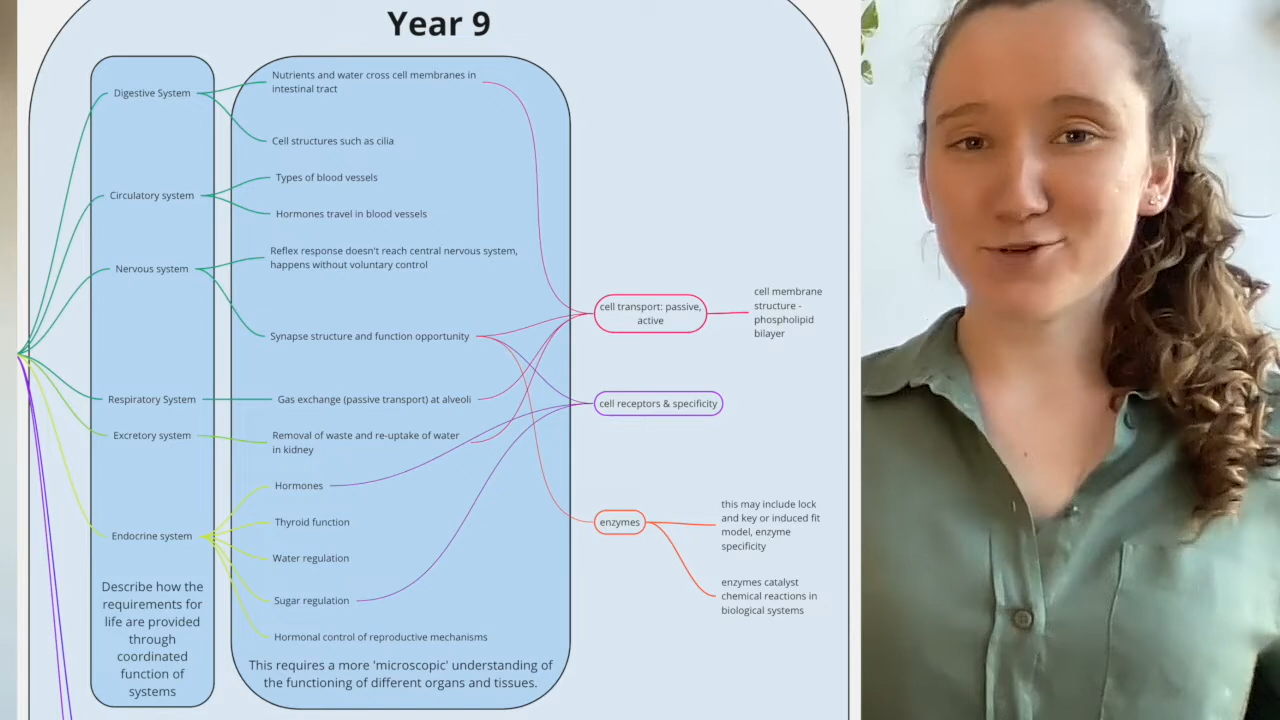 Year 9
Digestive System
Nutrients and water cross cell membranes in
intestinal tract
Cell structures such as cilia
Circulatory system
Types of blood vessels
Hormones travel in blood vessels
Nervous system
Reflex response doesn't reach central nervous system,
happens without voluntary control
Synapse structure and function opportunity
Respiratory System
Gas exchange (passive transport) at alveoli
Excretory system
Removal of waste and re-uptake of water
in kidney
Endocrine system
Hormones
Thyroid function
Water regulation
Sugar regulation
Hormonal control of reproductive mechanisms
Describe how the
requirements for
life are provided
through
coordinated
function of
systems
This requires a more 'microscopic' understanding of
the functioning of different organs and tissues.
cell transport: passive,
active
cell membrane
structure -
phospholipid
bilayer
cell receptors & specificity
enzymes
this may include lock
and key or induced fit
model, enzyme
specificity
enzymes catalyst
chemical reactions in
biological systems